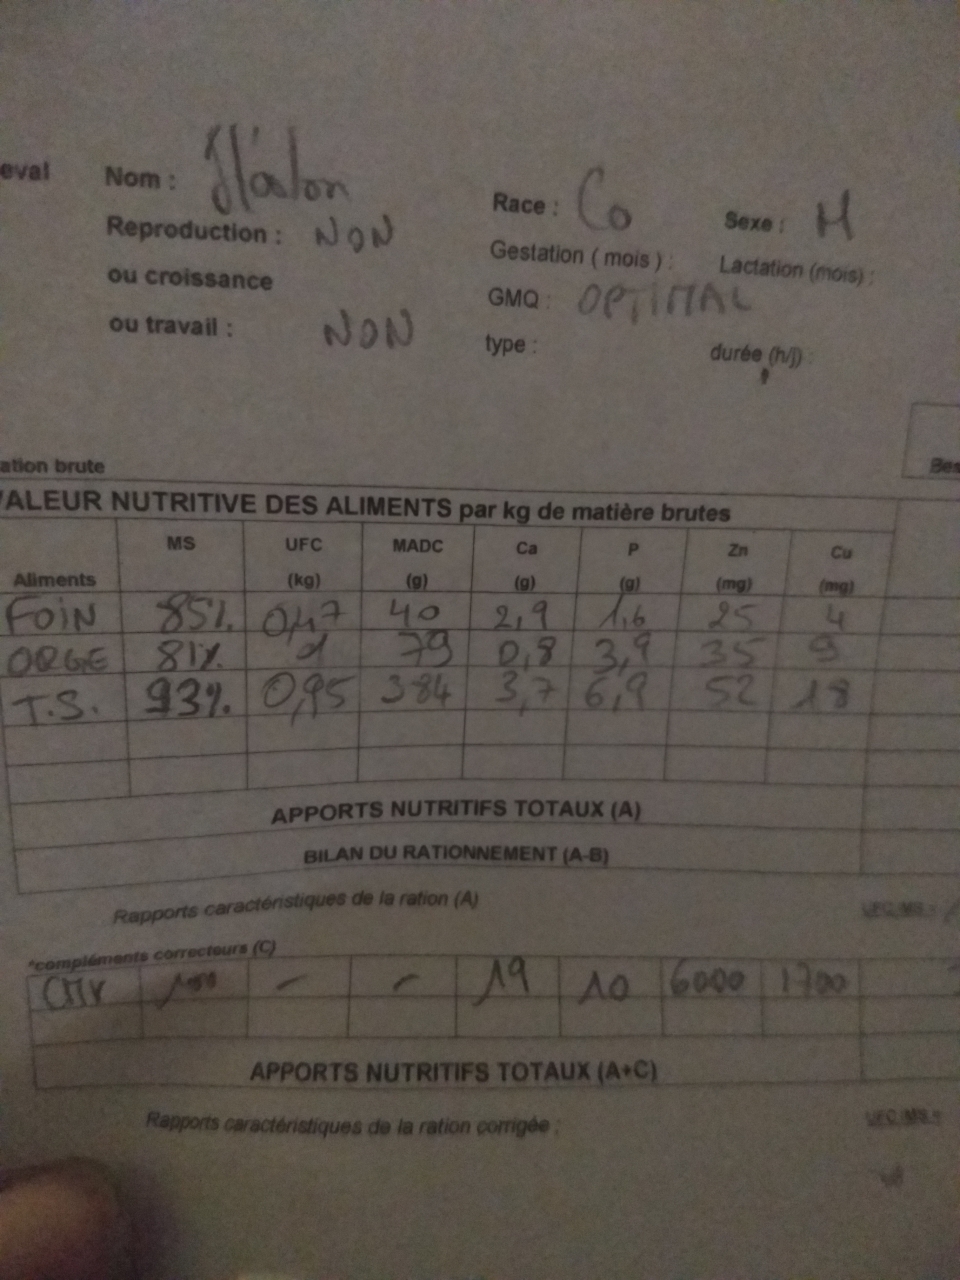 eval Nom : Race : Co Sexe : M
Reproduction : NON Gestation ( mois ) : Lactation (mois) :
ou croissance GMQ : OPTIMAL
ou travail : NON type : durée (h/j) :
ation brute Bes
VALEUR NUTRITIVE DES ALIMENTS par kg de matière brutes
Aliments MS UFC (kg) MADC (g) Ca (g) P (g) Zn (mg) Cu (mg)
FOIN 85% 0,47 40 2,9 1,6 25 4
ORGE 81% 1 79 0,8 3,9 35 9
T.S. 93% 0,95 384 3,7 6,9 52 18
APPORTS NUTRITIFS TOTAUX (A)
BILAN DU RATIONNEMENT (A-B)
Rapports caractéristiques de la ration (A)
*compléments correcteurs (C)
CMV 100 - - 19 10 6000 1700
APPORTS NUTRITIFS TOTAUX (A+C)
Rapports caractéristiques de la ration corrigée :